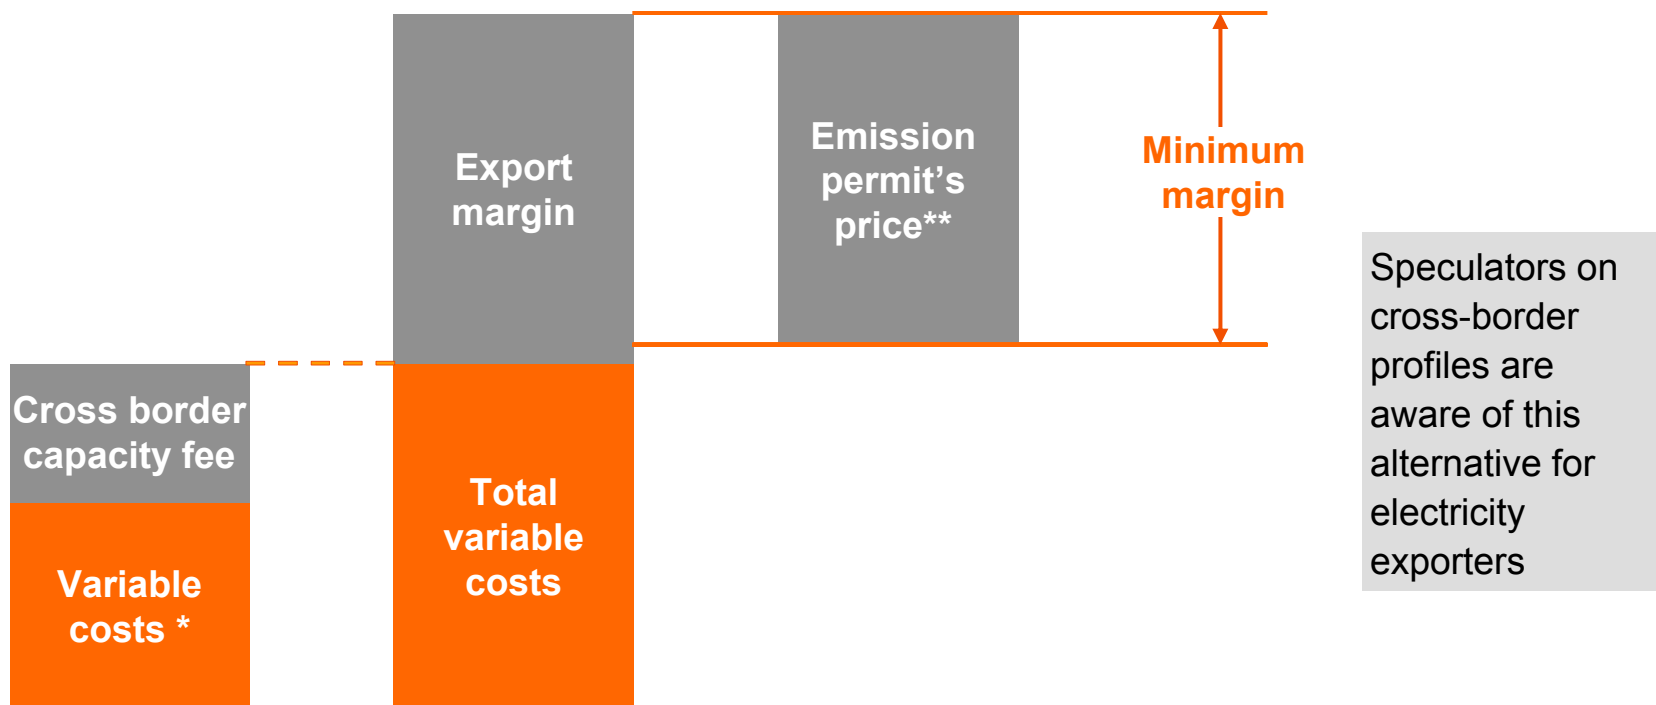 Export
margin
Emission
permit’s
price**
Minimum
margin
Speculators on
cross-border
profiles are
aware of this
alternative for
electricity
exporters
Cross border
capacity fee
Variable
costs *
Total
variable
costs